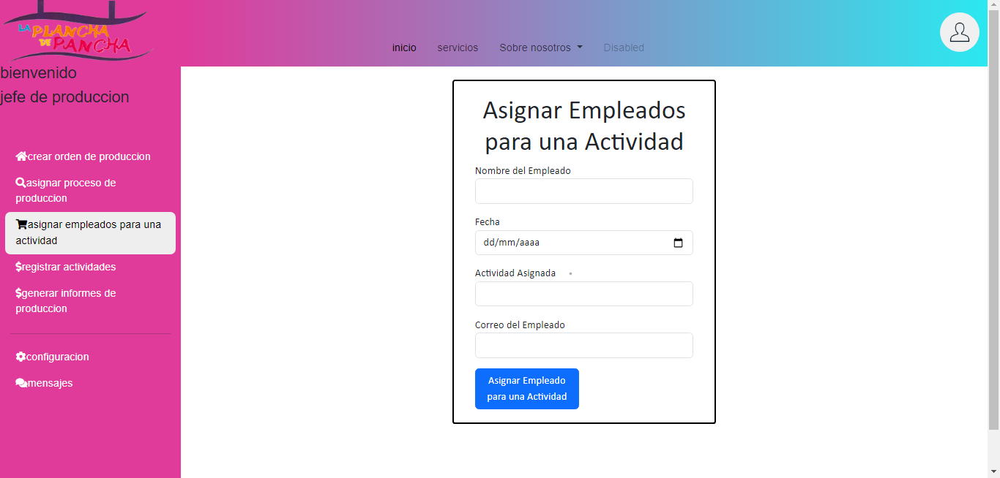 LA PLANCHA
DE PANCHA
inicio
servicios
Sobre nosotros
Disabled
bienvenido
jefe de produccion
crear orden de produccion
asignar proceso de
produccion
asignar empleados para una
actividad
registrar actividades
generar informes de
produccion
configuracion
mensajes
Asignar Empleados
para una Actividad
Nombre del Empleado
Fecha
dd/mm/aaaa
Actividad Asignada
Correo del Empleado
Asignar Empleado
para una Actividad